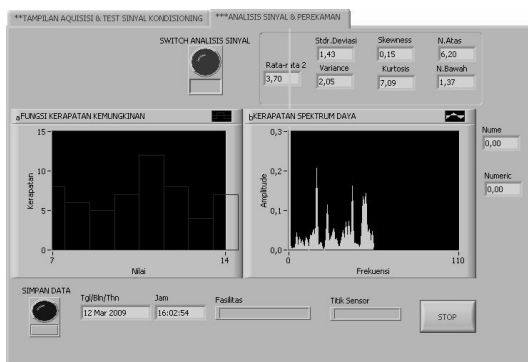 **TAMPILAN AQUISISI & TEST SINYAL KONDISIONING
***ANALISIS SINYAL & PEREKAMAN
SWITCH ANALISIS SINYAL
Rata-rata 2
3,70
Stdr.Deviasi
1,43
Skewness
0,15
N.Atas
6,20
Variance
2,05
Kurtosis
7,09
N.Bawah
1,37
aFUNGSI KERAPATAN KEMUNGKINAN
Kerapatan
15
10
5
0
7
14
Nilai
bKERAPATAN SPEKTRUM DAYA
Amplitude
0,3
0,2
0,1
0,0
0
110
Frekuensi
Nume
0,00
Numeric
0,00
SIMPAN DATA
Tgl/Bln/Thn
12 Mar 2009
Jam
16:02:54
Fasilitas
Titik Sensor
STOP